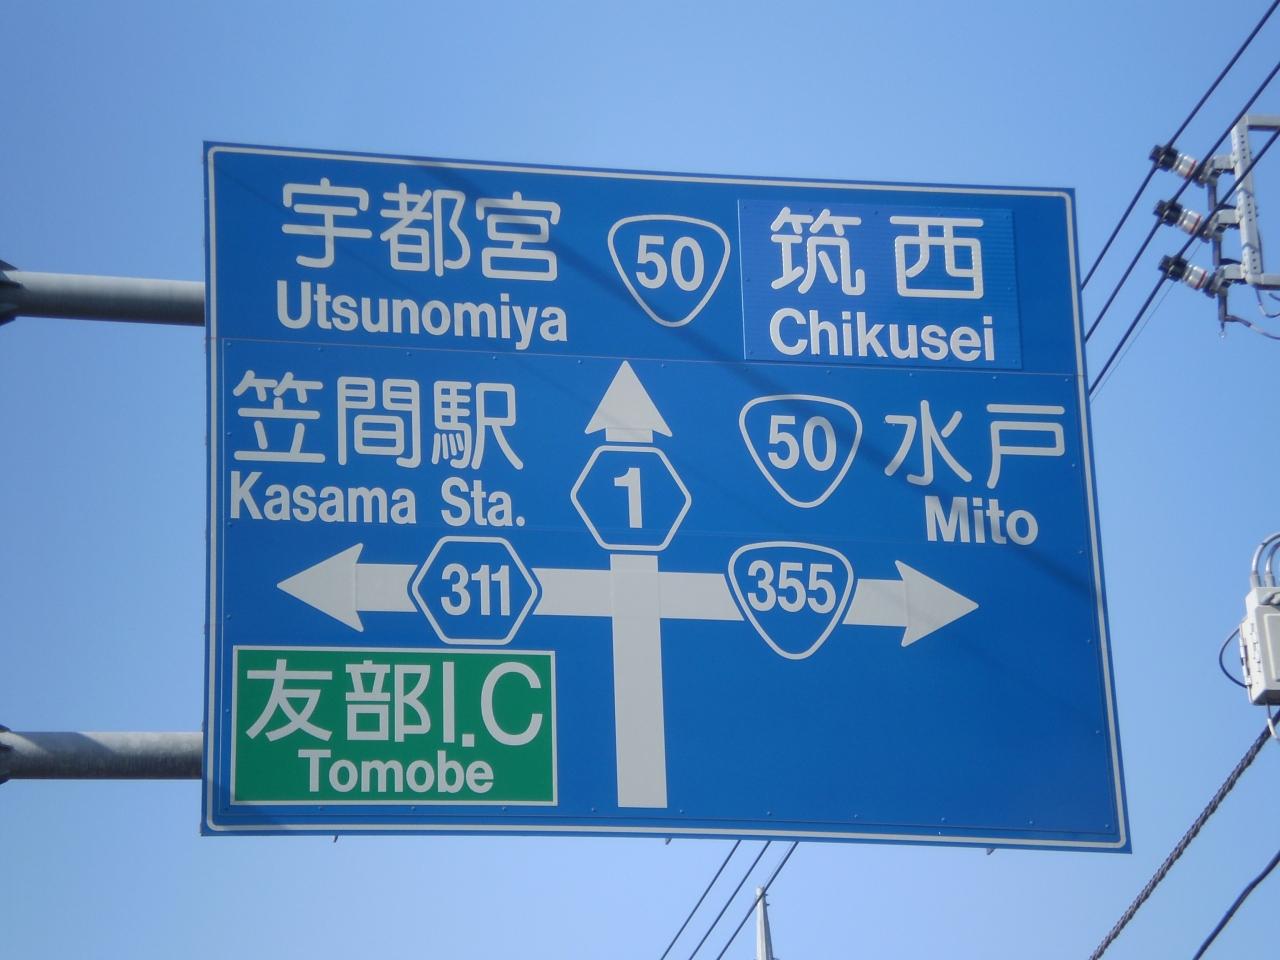 宇都宮 50 筑西
Utsunomiya Chikusei
笠間駅 50 水戸
Kasama Sta. 1 Mito
311 355
友部I.C
Tomobe